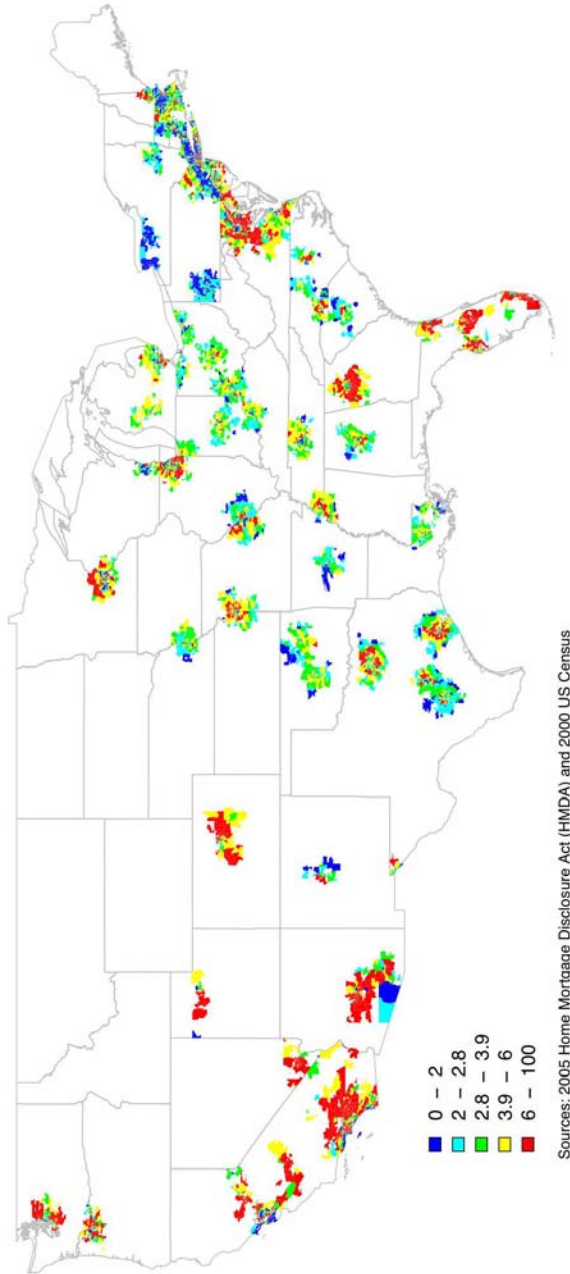 0 − 2
2 − 2.8
2.8 − 3.9
3.9 − 6
6 − 100
Sources: 2005 Home Mortgage Disclosure Act (HMDA) and 2000 US Census